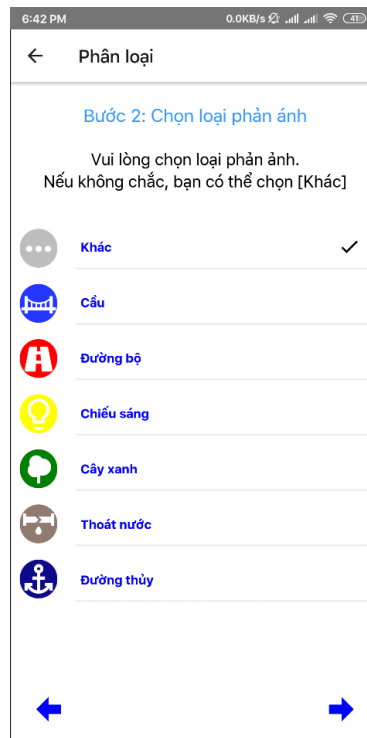 6:42 PM 0.0KB/s 41
Phân loại
Bước 2: Chọn loại phản ánh
Vui lòng chọn loại phản ảnh.
Nếu không chắc, bạn có thể chọn [Khác]
Khác
Cầu
Đường bộ
Chiếu sáng
Cây xanh
Thoát nước
Đường thủy